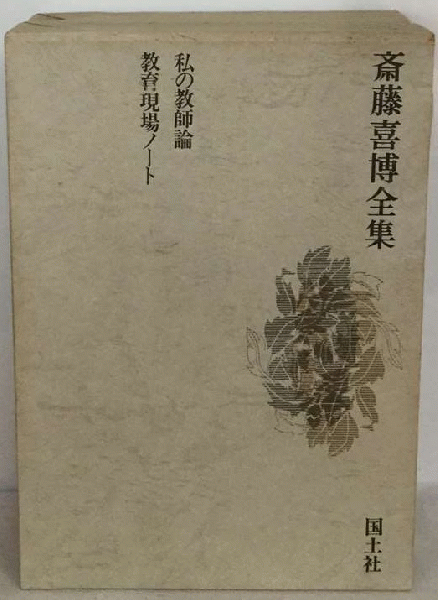 斎藤喜博全集
私の教師論
教育現場ノート
国土社